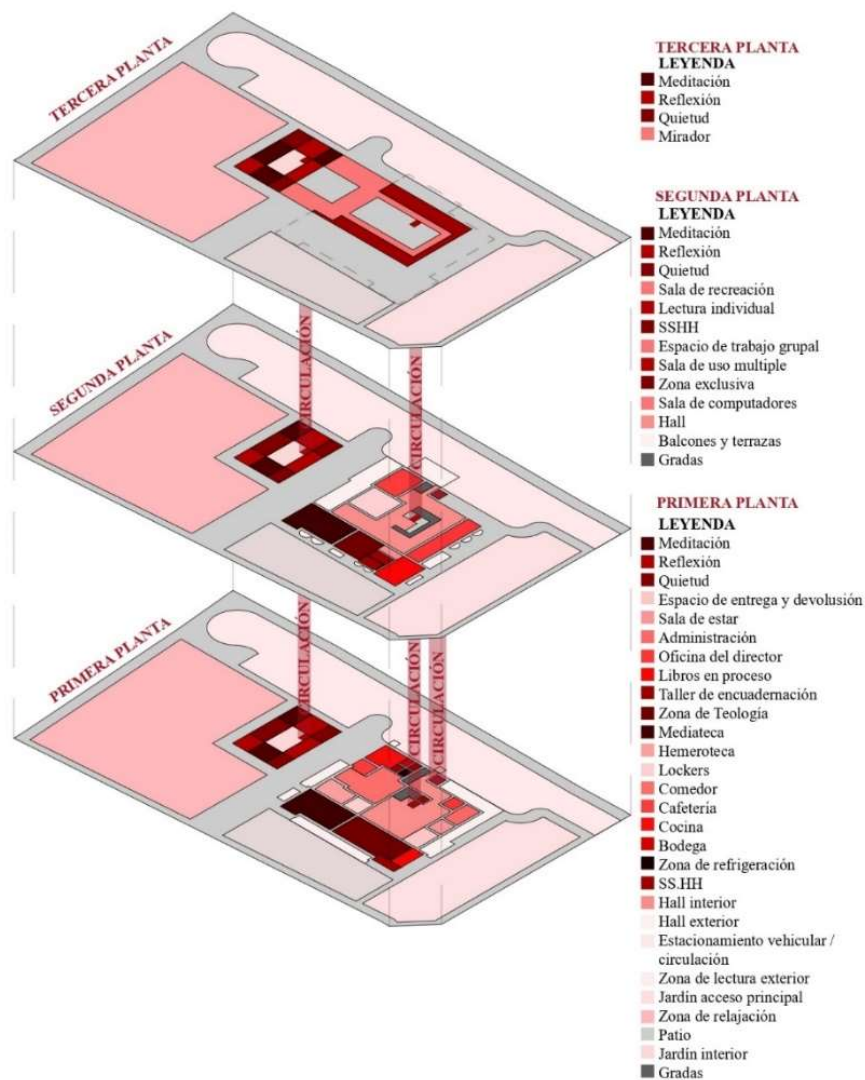 TERCERA PLANTA
TERCERA PLANTA
LEYENDA
Meditación
Reflexión
Quietud
Mirador
SEGUNDA PLANTA
CIRCULACIÓN
CIRCULACIÓN
SEGUNDA PLANTA
LEYENDA
Meditación
Reflexión
Quietud
Sala de recreación
Lectura individual
SSHH
Espacio de trabajo grupal
Sala de uso multiple
Zona exclusiva
Sala de computadores
Hall
Balcones y terrazas
Gradas
PRIMERA PLANTA
CIRCULACIÓN
CIRCULACIÓN
CIRCULACIÓN
PRIMERA PLANTA
LEYENDA
Meditación
Reflexión
Quietud
Espacio de entrega y devolusión
Sala de estar
Administración
Oficina del director
Libros en proceso
Taller de encuadernación
Zona de Teología
Mediateca
Hemeroteca
Lockers
Comedor
Cafetería
Cocina
Bodega
Zona de refrigeración
SS.HH
Hall interior
Hall exterior
Estacionamiento vehicular /
circulación
Zona de lectura exterior
Jardín acceso principal
Zona de relajación
Patio
Jardín interior
Gradas